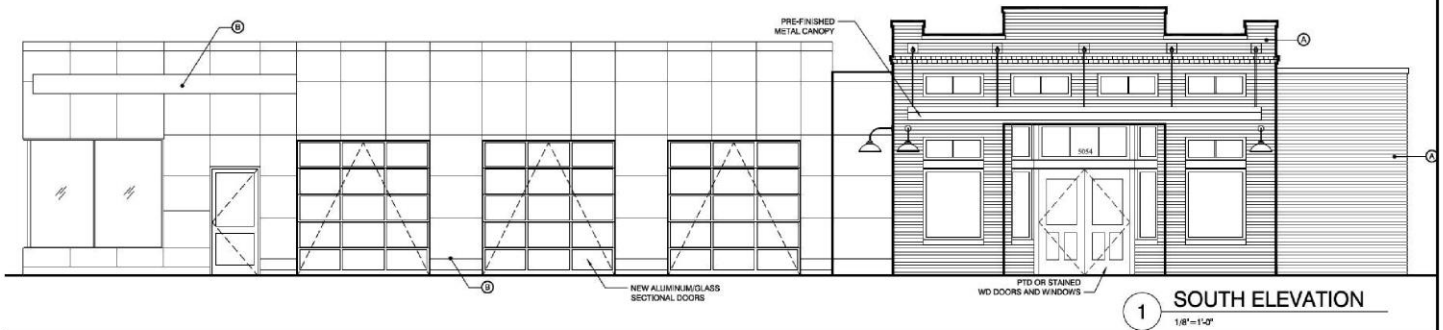 B
PRE-FINISHED
METAL CANOPY
A
5054
A
B
NEW ALUMINUM/GLASS
SECTIONAL DOORS
PTD OR STAINED
WD DOORS AND WINDOWS
1 SOUTH ELEVATION
1/8"=1'-0"